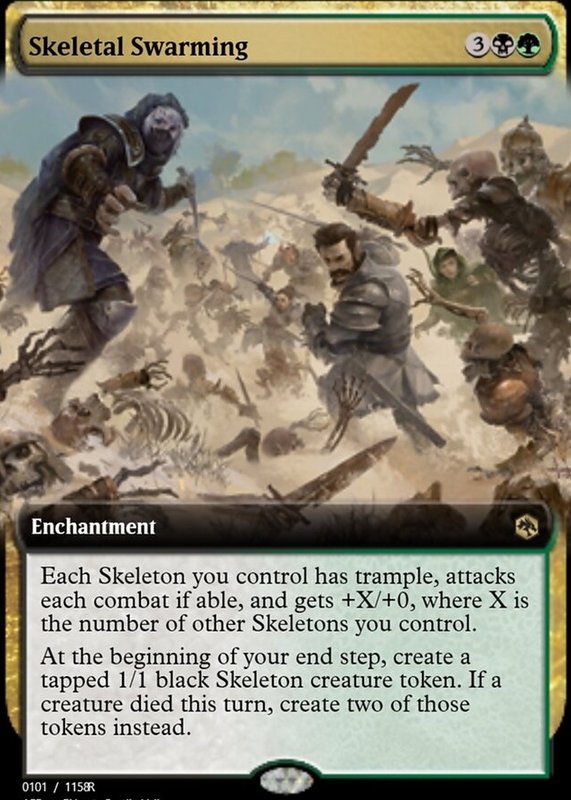 Skeletal Swarming
3
Enchantment
Each Skeleton you control has trample, attacks
each combat if able, and gets +X/+0, where X is
the number of other Skeletons you control.
At the beginning of your end step, create a
tapped 1/1 black Skeleton creature token. If a
creature died this turn, create two of those
tokens instead.
0101 / 1158R